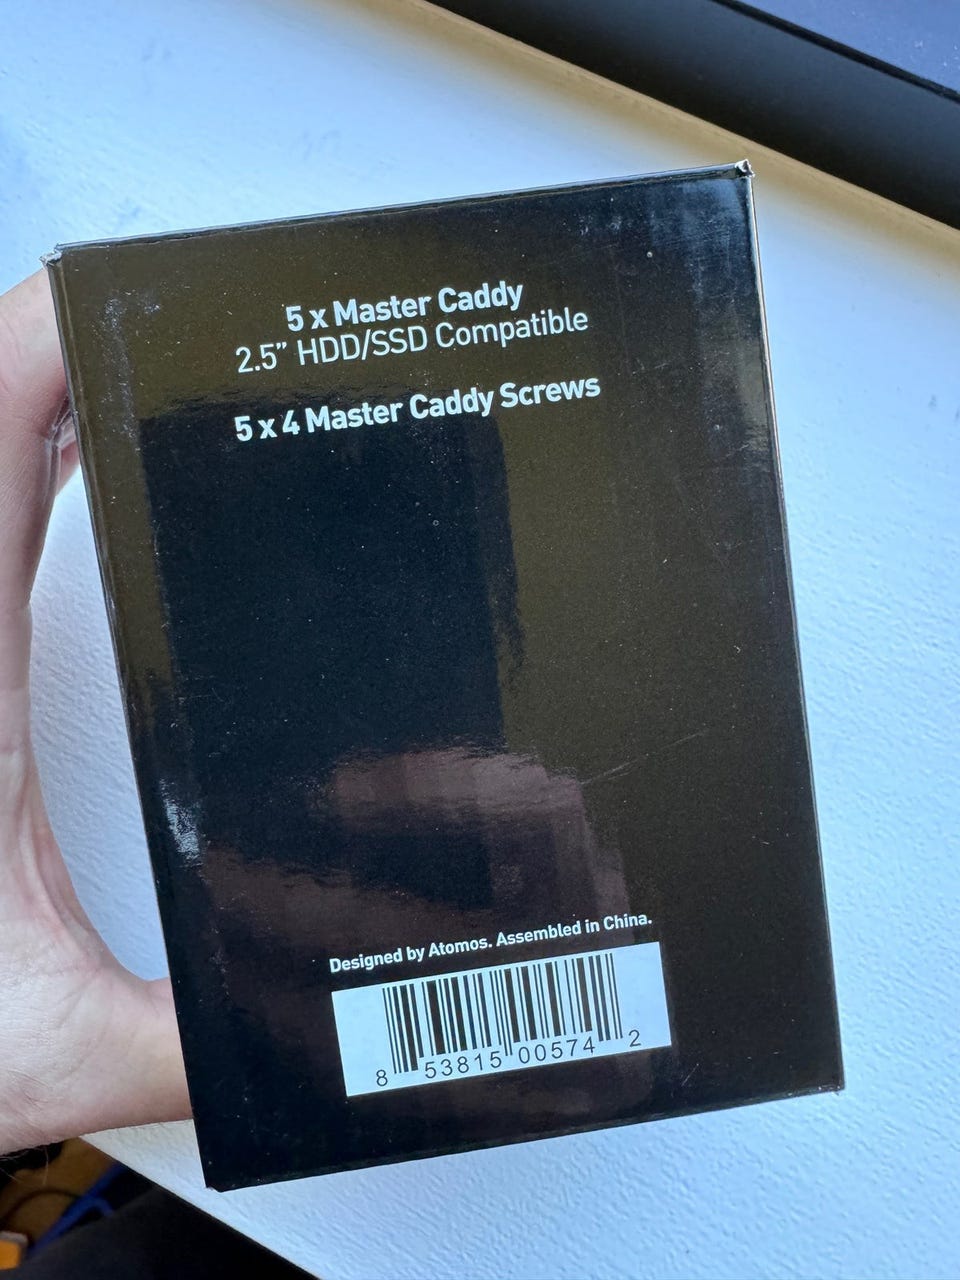 5 x Master Caddy
2.5” HDD/SSD Compatible
5 x 4 Master Caddy Screws
Designed by Atomos. Assembled in China.
8 53815 00574 2